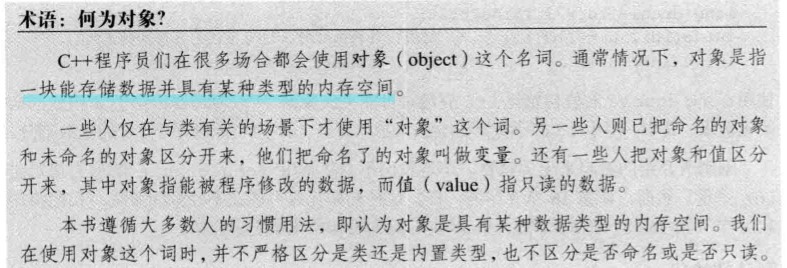 术语：何为对象？
C++程序员们在很多场合都会使用对象（object）这个名词。通常情况下，对象是指
一块能存储数据并具有某种类型的内存空间。
一些人仅在与类有关的场景下才使用“对象”这个词。另一些人则已把命名的对象
和未命名的对象区分开来，他们把命名了的对象叫做变量。还有一些人把对象和值区分
开来，其中对象指能被程序修改的数据，而值（value）指只读的数据。
本书遵循大多数人的习惯用法，即认为对象是具有某种数据类型的内存空间。我们
在使用对象这个词时，并不严格区分是类还是内置类型，也不区分是否命名或是否只读。